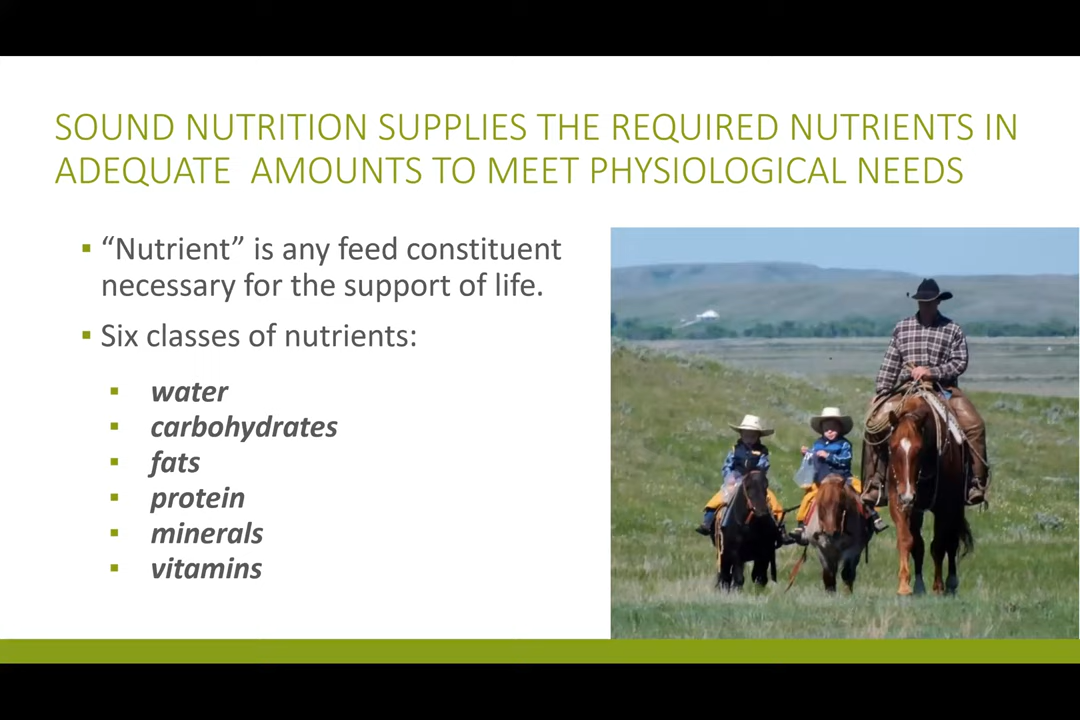 SOUND NUTRITION SUPPLIES THE REQUIRED NUTRIENTS IN
ADEQUATE AMOUNTS TO MEET PHYSIOLOGICAL NEEDS
▪ “Nutrient” is any feed constituent
necessary for the support of life.
▪ Six classes of nutrients:
▪ water
▪ carbohydrates
▪ fats
▪ protein
▪ minerals
▪ vitamins